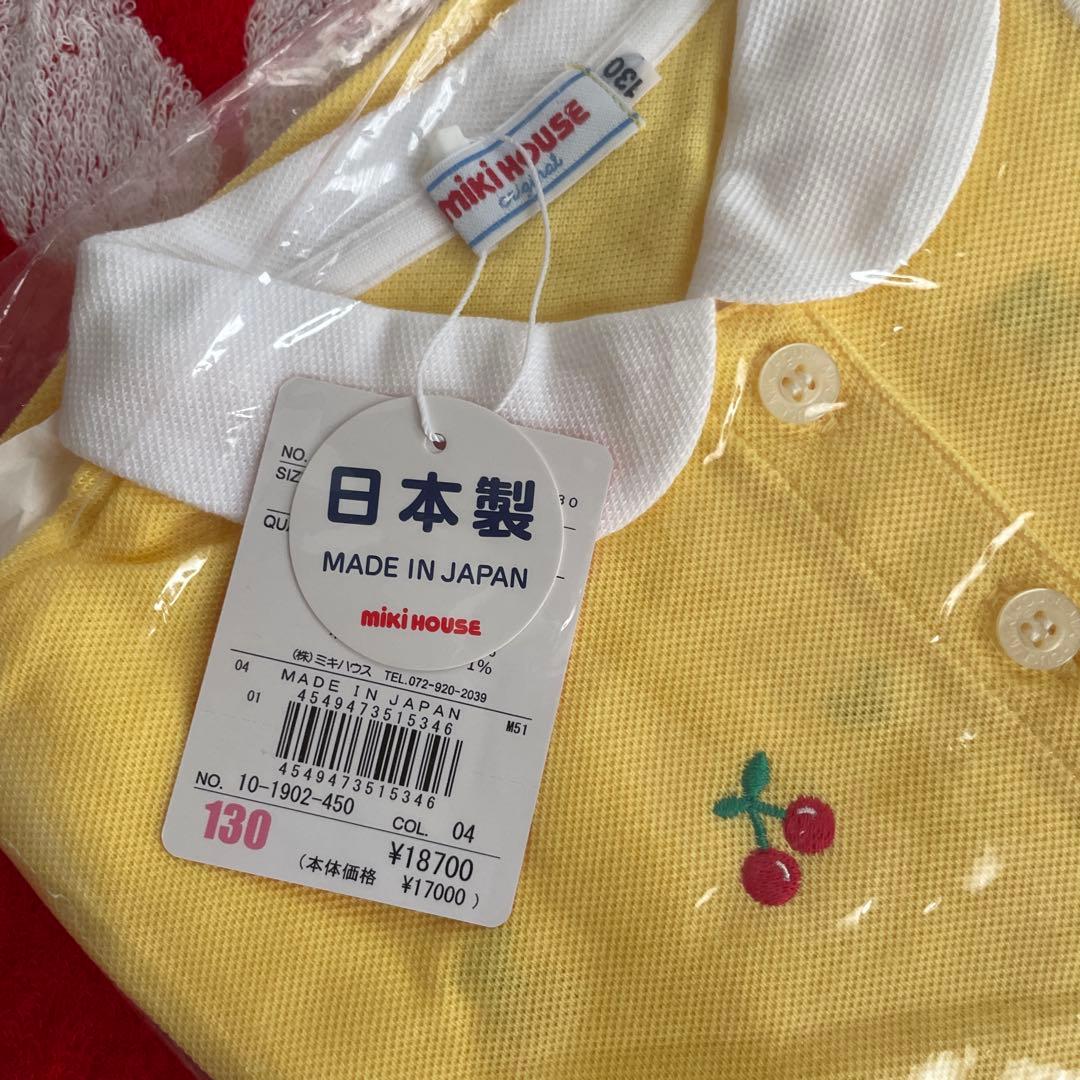 130
miki HOUSE
original
NO.
SIZ
30
QU
日本製
MADE IN JAPAN
miki HOUSE
1%
(株)ミキハウス TEL.072-920-2039
04 MADE IN JAPAN
01 4549473515346 M51
4549473515346
NO. 10-1902-450
130 COL. 04
¥18700
(本体価格 ¥17000)